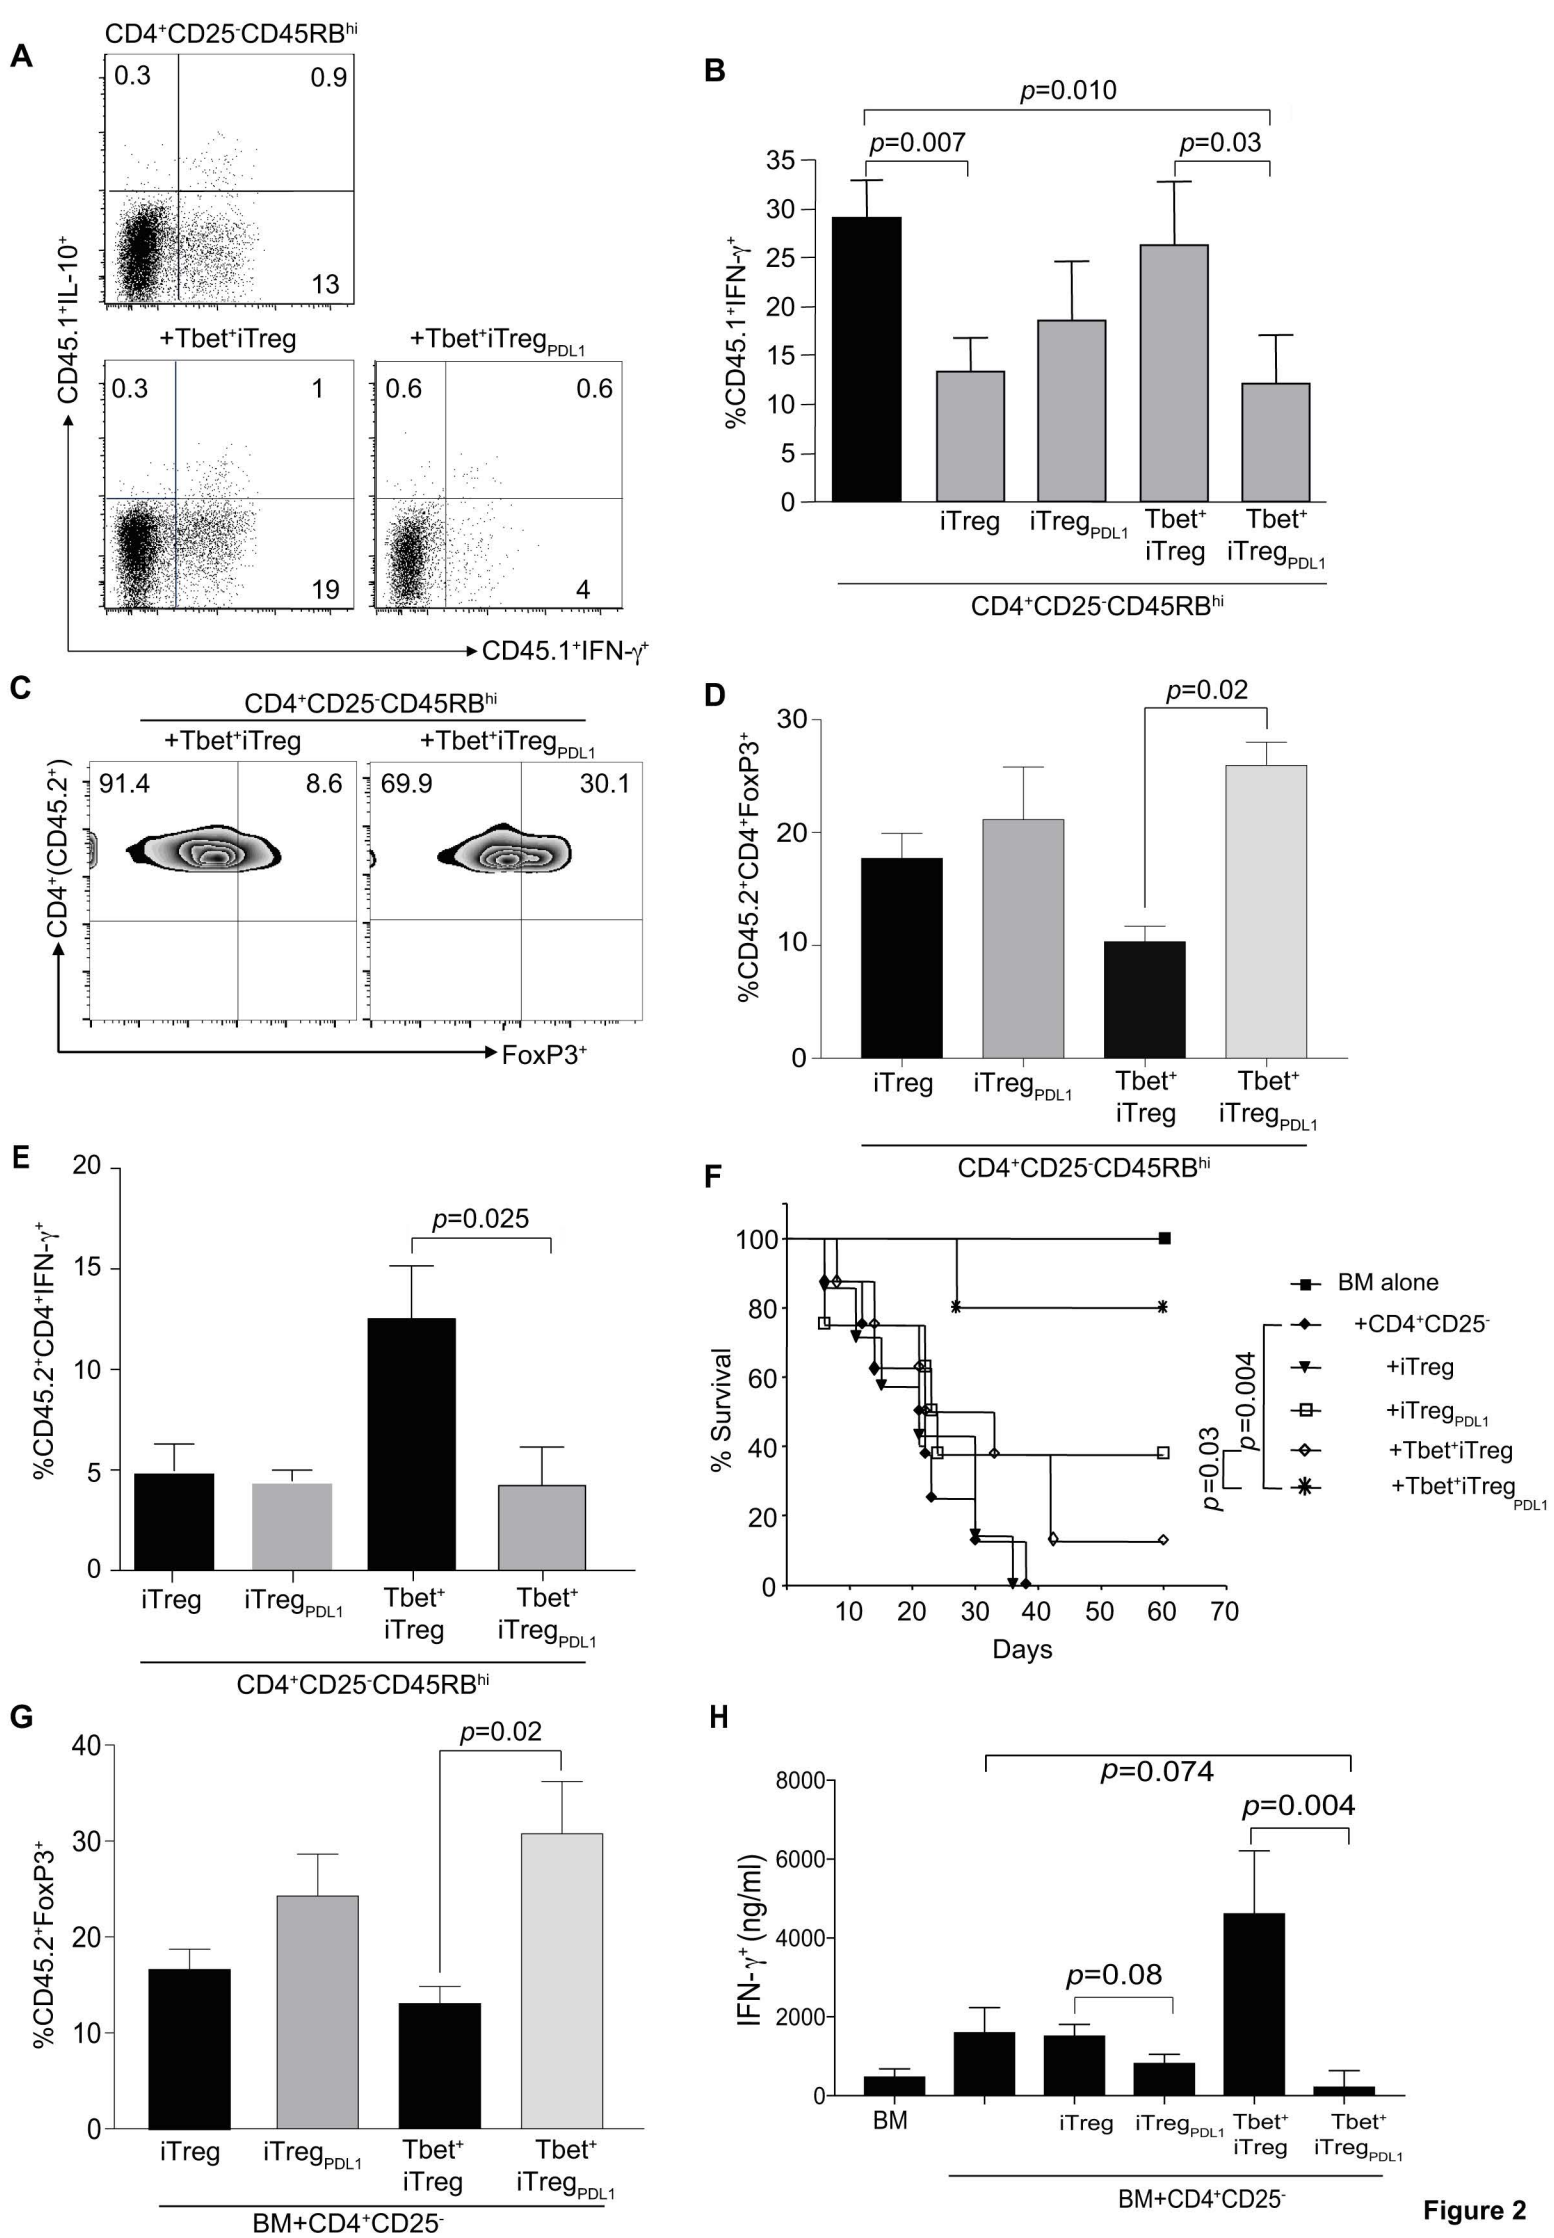 A
CD4⁺CD25⁻CD45RBʰⁱ
0.3 0.9
13
+Tbet⁺iTreg +Tbet⁺iTregPDL1
0.3 1 0.6 0.6
19 4
CD45.1⁺IL-10⁺
CD45.1⁺IFN-γ⁺
B
p=0.010
p=0.007 p=0.03
%CD45.1⁺IFN-γ⁺
35
30
25
20
15
10
5
0
iTreg iTregPDL1 Tbet⁺ iTreg Tbet⁺ iTregPDL1
CD4⁺CD25⁻CD45RBʰⁱ
C
CD4⁺CD25⁻CD45RBʰⁱ
+Tbet⁺iTreg +Tbet⁺iTregPDL1
91.4 8.6 69.9 30.1
CD4⁺(CD45.2⁺)
FoxP3⁺
D
p=0.02
%CD45.2⁺CD4⁺FoxP3⁺
30
20
10
0
iTreg iTregPDL1 Tbet⁺ iTreg Tbet⁺ iTregPDL1
CD4⁺CD25⁻CD45RBʰⁱ
E
p=0.025
%CD45.2⁺CD4⁺IFN-γ⁺
20
15
10
5
0
iTreg iTregPDL1 Tbet⁺ iTreg Tbet⁺ iTregPDL1
CD4⁺CD25⁻CD45RBʰⁱ
F
% Survival
100
80
60
40
20
0
10 20 30 40 50 60 70
Days
BM alone
+CD4⁺CD25⁻
+iTreg
+iTregPDL1
+Tbet⁺iTreg
+Tbet⁺iTregPDL1
p=0.004
p=0.03
G
p=0.02
%CD45.2⁺FoxP3⁺
40
30
20
10
0
iTreg iTregPDL1 Tbet⁺ iTreg Tbet⁺ iTregPDL1
BM+CD4⁺CD25⁻
H
p=0.074
p=0.004
p=0.08
IFN-γ⁺ (ng/ml)
8000
6000
4000
2000
0
BM iTreg iTregPDL1 Tbet⁺ iTreg Tbet⁺ iTregPDL1
BM+CD4⁺CD25⁻
Figure 2